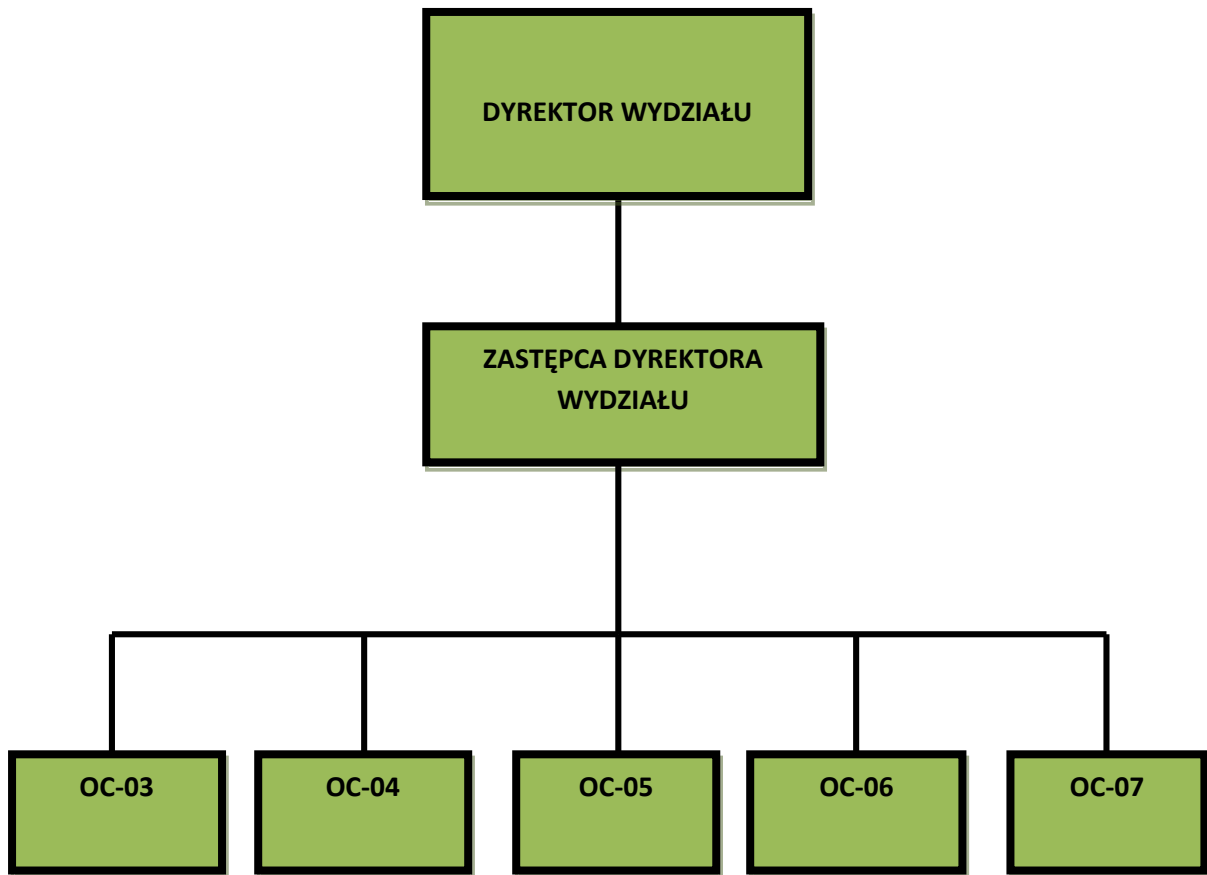 DYREKTOR WYDZIAŁU
ZASTĘPCA DYREKTORA
WYDZIAŁU
OC-03
OC-04
OC-05
OC-06
OC-07